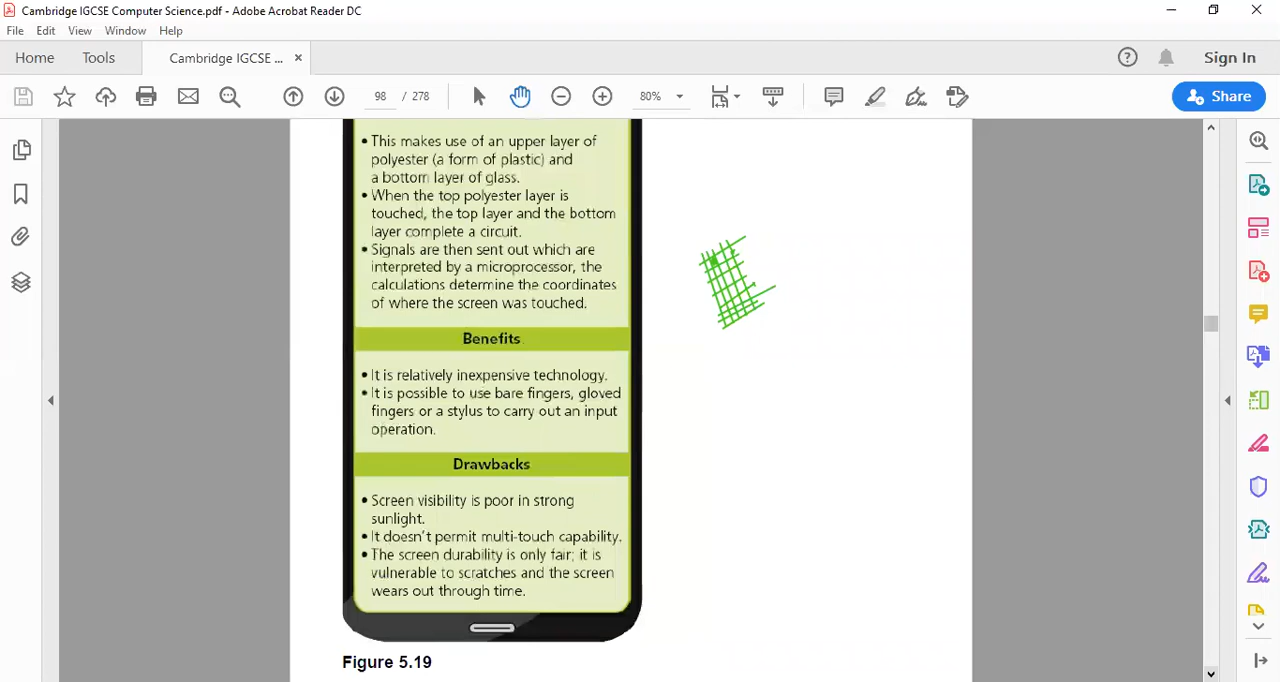 Cambridge IGCSE Computer Science.pdf - Adobe Acrobat Reader DC
File Edit View Window Help
Home Tools Cambridge IGCSE ... × Sign In
98 / 278 80% Share
• This makes use of an upper layer of
polyester (a form of plastic) and
a bottom layer of glass.
• When the top polyester layer is
touched, the top layer and the bottom
layer complete a circuit.
• Signals are then sent out which are
interpreted by a microprocessor, the
calculations determine the coordinates
of where the screen was touched.
Benefits
• It is relatively inexpensive technology.
• It is possible to use bare fingers, gloved
fingers or a stylus to carry out an input
operation.
Drawbacks
• Screen visibility is poor in strong
sunlight.
• It doesn't permit multi-touch capability.
• The screen durability is only fair; it is
vulnerable to scratches and the screen
wears out through time.
Figure 5.19